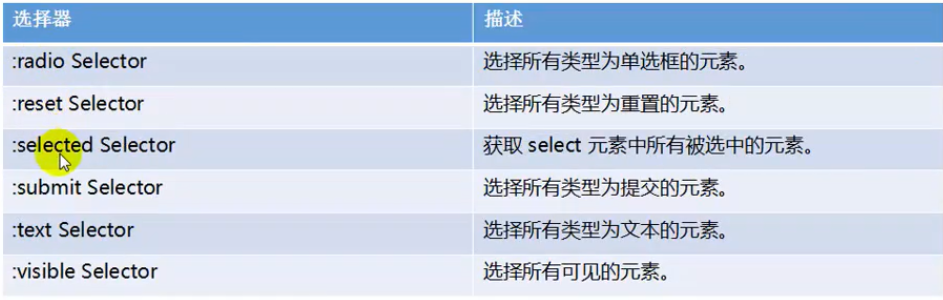 选择器 描述
:radio Selector 选择所有类型为单选框的元素。
:reset Selector 选择所有类型为重置的元素。
:selected Selector 获取 select 元素中所有被选中的元素。
:submit Selector 选择所有类型为提交的元素。
:text Selector 选择所有类型为文本的元素。
:visible Selector 选择所有可见的元素。